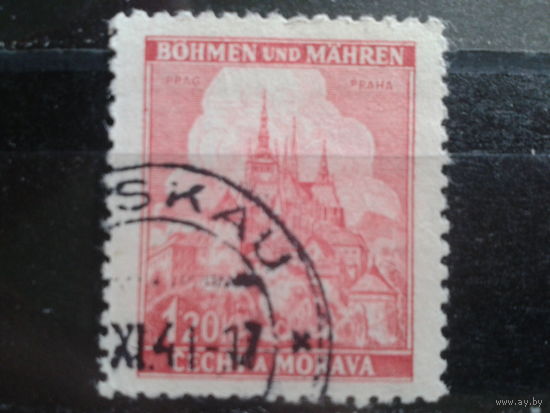 BÖHMEN UND MÄHREN
PRAG PRAHA
SKAU
1.20
XI.41-17 *
ČECHY A MORAVA
www.ay.by